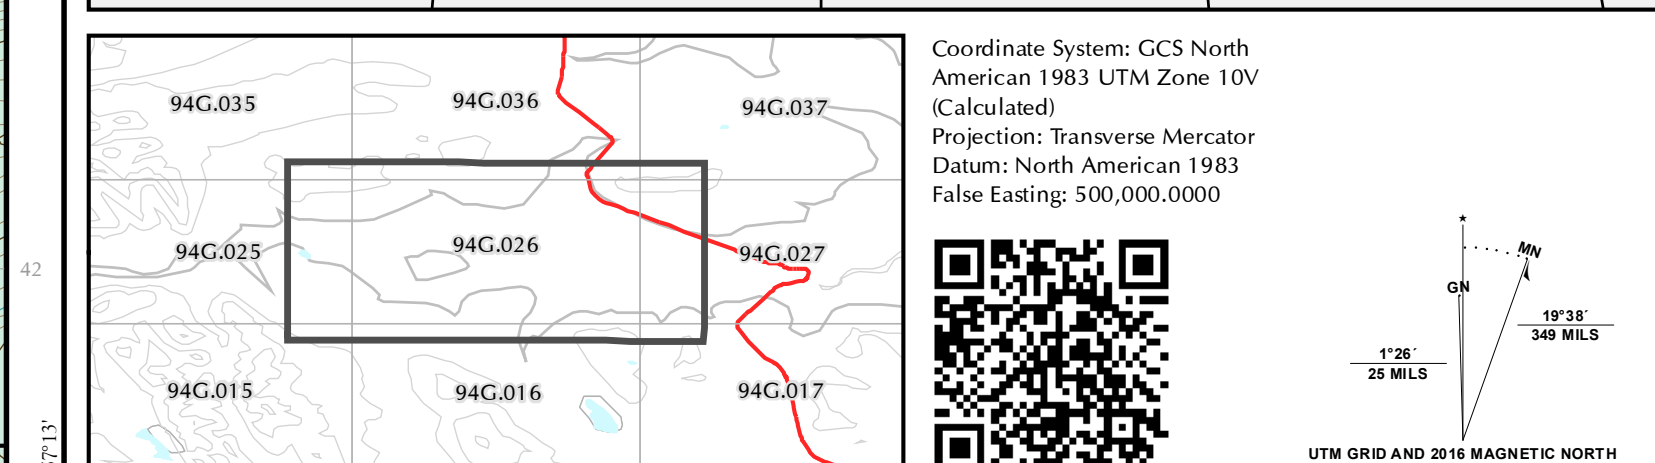 94G.035
94G.036
94G.037
94G.025
94G.026
94G.027
94G.015
94G.016
94G.017
42
Coordinate System: GCS North
American 1983 UTM Zone 10V
(Calculated)
Projection: Transverse Mercator
Datum: North American 1983
False Easting: 500,000.0000
MN
GN
19°38´
349 MILS
1°26´
25 MILS
UTM GRID AND 2016 MAGNETIC NORTH